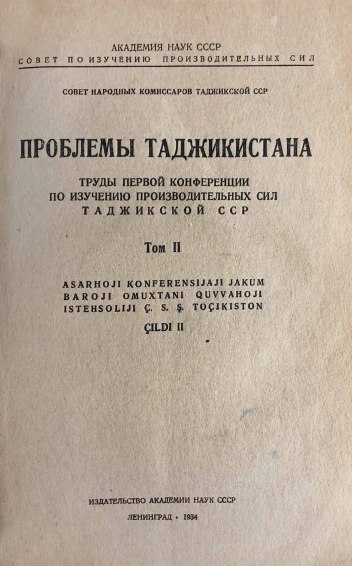 АКАДЕМИЯ НАУК СССР
СОВЕТ ПО ИЗУЧЕНИЮ ПРОИЗВОДИТЕЛЬНЫХ СИЛ
СОВЕТ НАРОДНЫХ КОМИССАРОВ ТАДЖИКСКОЙ ССР
ПРОБЛЕМЫ ТАДЖИКИСТАНА
ТРУДЫ ПЕРВОЙ КОНФЕРЕНЦИИ
ПО ИЗУЧЕНИЮ ПРОИЗВОДИТЕЛЬНЫХ СИЛ
ТАДЖИКСКОЙ ССР
Том II
ASARHOJI KONFERENSIJAJI JAKUM
BAROJI OMUXTANI QUVVAHOJI
ISTEHSOLIJI Ç. S. Ş. TOÇIKISTON
ÇILDI II
ИЗДАТЕЛЬСТВО АКАДЕМИИ НАУК СССР
ЛЕНИНГРАД • 1934